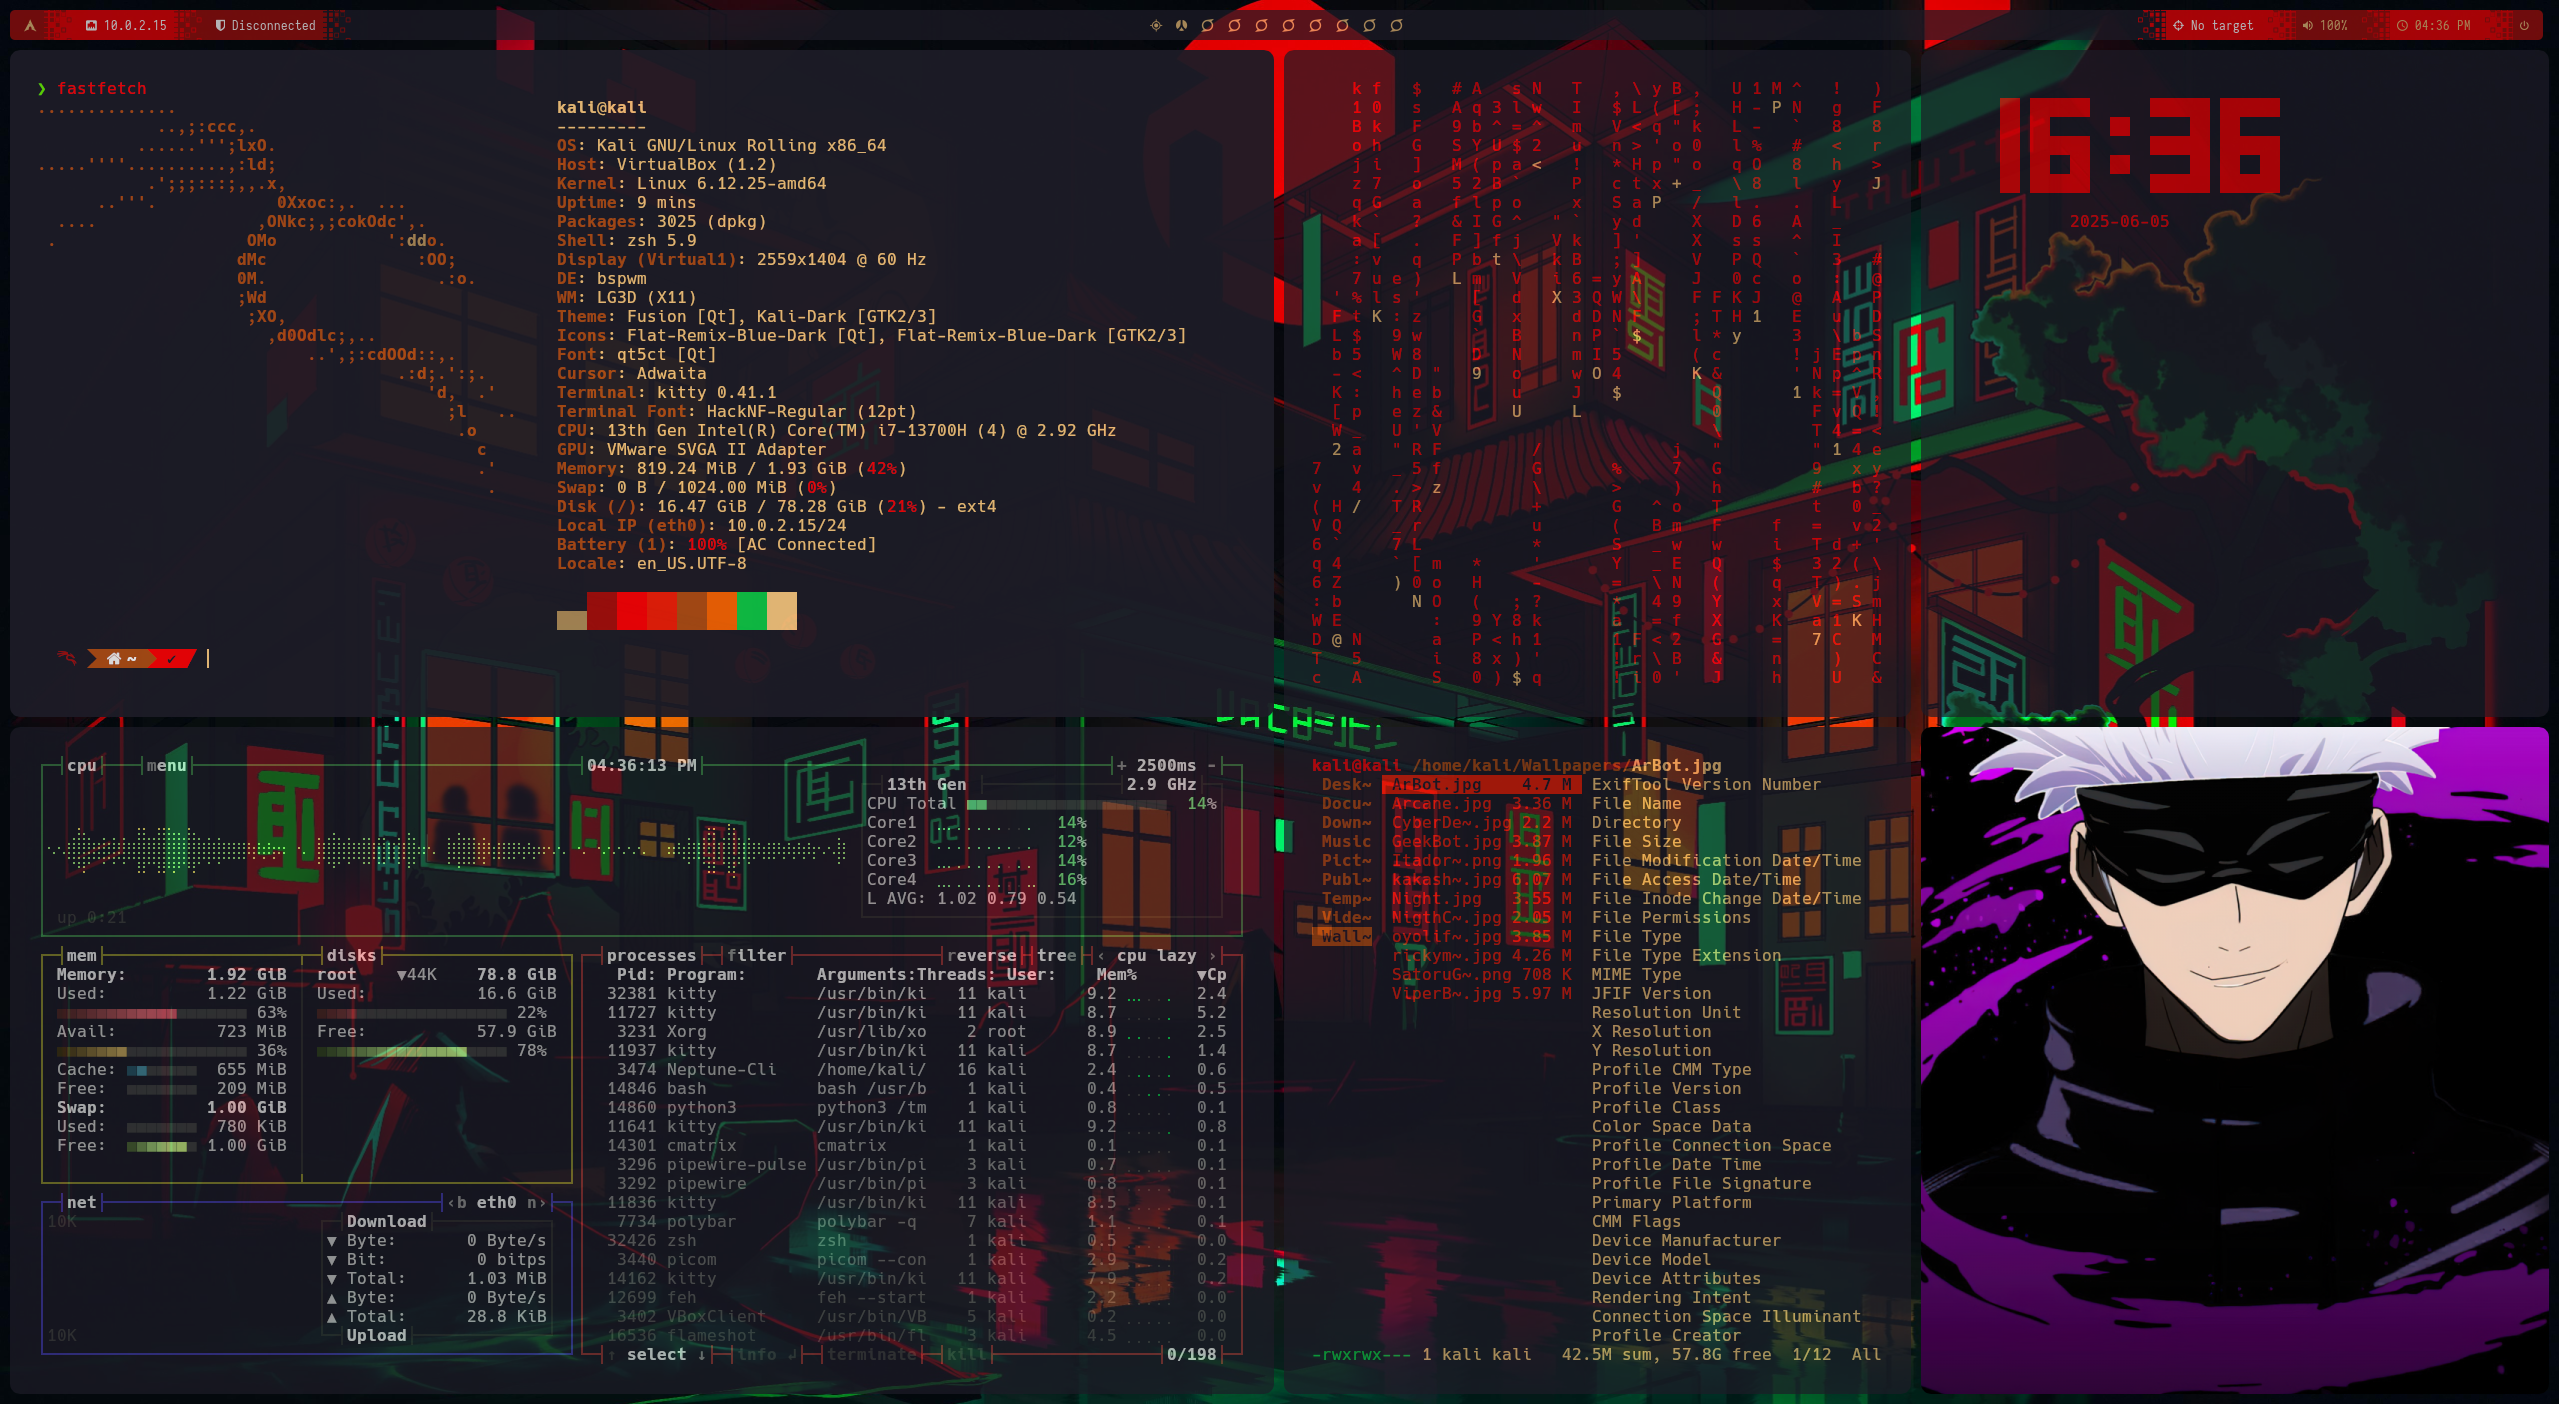 10.0.2.15 Disconnected No target 100% 04:36 PM
❯ fastfetch
kali@kali
---------
OS: Kali GNU/Linux Rolling x86_64
Host: VirtualBox (1.2)
Kernel: Linux 6.12.25-amd64
Uptime: 9 mins
Packages: 3025 (dpkg)
Shell: zsh 5.9
Display (Virtual1): 2559x1404 @ 60 Hz
DE: bspwm
WM: LG3D (X11)
Theme: Fusion [Qt], Kali-Dark [GTK2/3]
Icons: Flat-Remix-Blue-Dark [Qt], Flat-Remix-Blue-Dark [GTK2/3]
Font: qt5ct [Qt]
Cursor: Adwaita
Terminal: kitty 0.41.1
Terminal Font: HackNF-Regular (12pt)
CPU: 13th Gen Intel(R) Core(TM) i7-13700H (4) @ 2.92 GHz
GPU: VMware SVGA II Adapter
Memory: 819.24 MiB / 1.93 GiB (42%)
Swap: 0 B / 1024.00 MiB (0%)
Disk (/): 16.47 GiB / 78.28 GiB (21%) - ext4
Local IP (eth0): 10.0.2.15/24
Battery (1): 100% [AC Connected]
Locale: en_US.UTF-8
~ ✓
16:36
2025-06-05
cpu menu 04:36:13 PM + 2500ms -
13th Gen 2.9 GHz
CPU Total 14%
Core1 14%
Core2 12%
Core3 14%
Core4 16%
L AVG: 1.02 0.79 0.54
up 0:21
mem disks
Memory: 1.92 GiB root ▼44K 78.8 GiB
Used: 1.22 GiB Used: 16.6 GiB
63% 22%
Avail: 723 MiB Free: 57.9 GiB
36% 78%
Cache: 655 MiB
Free: 209 MiB
Swap: 1.00 GiB
Used: 780 KiB
Free: 1.00 GiB
net ‹b eth0 n›
10K
Download
▼ Byte: 0 Byte/s
▼ Bit: 0 bitps
▼ Total: 1.03 MiB
▲ Byte: 0 Byte/s
▲ Total: 28.8 KiB
Upload
10K
processes filter reverse tree ‹ cpu lazy ›
Pid: Program: Arguments: Threads: User: Mem% ▼Cp
32381 kitty /usr/bin/ki 11 kali 9.2 2.4
11727 kitty /usr/bin/ki 11 kali 8.7 5.2
3231 Xorg /usr/lib/xo 2 root 8.9 2.5
11937 kitty /usr/bin/ki 11 kali 8.7 1.4
3474 Neptune-Cli /home/kali/ 16 kali 2.4 0.6
14846 bash bash /usr/b 1 kali 0.4 0.5
14860 python3 python3 /tm 1 kali 0.8 0.1
11641 kitty /usr/bin/ki 11 kali 9.2 0.8
14301 cmatrix cmatrix 1 kali 0.1 0.1
3296 pipewire-pulse /usr/bin/pi 3 kali 0.7 0.1
3292 pipewire /usr/bin/pi 3 kali 0.8 0.1
11836 kitty /usr/bin/ki 11 kali 8.5 0.1
7734 polybar polybar -q 7 kali 1.1 0.1
32426 zsh zsh 1 kali 0.5 0.0
3440 picom picom --con 1 kali 2.9 0.2
14162 kitty /usr/bin/ki 11 kali 7.9 0.2
12699 feh feh --start 1 kali 2.2 0.0
3402 VBoxClient /usr/bin/VB 5 kali 0.2 0.0
16536 flameshot /usr/bin/fl 3 kali 4.5 0.0
↑ select ↓ info ↲ terminate kill 0/198
kali@kali /home/kali/Wallpapers/ArBot.jpg
Desk~ ArBot.jpg 4.7 M ExifTool Version Number
Docu~ Arcane.jpg 3.36 M File Name
Down~ CyberDe~.jpg 2.2 M Directory
Music GeekBot.jpg 3.87 M File Size
Pict~ Itador~.png 1.96 M File Modification Date/Time
Publ~ kakash~.jpg 6.07 M File Access Date/Time
Temp~ Night.jpg 3.55 M File Inode Change Date/Time
Vide~ NigthC~.jpg 2.05 M File Permissions
Wall~ oyolif~.jpg 3.85 M File Type
rickym~.jpg 4.26 M File Type Extension
SatoruG~.png 708 K MIME Type
ViperB~.jpg 5.97 M JFIF Version
Resolution Unit
X Resolution
Y Resolution
Profile CMM Type
Profile Version
Profile Class
Color Space Data
Profile Connection Space
Profile Date Time
Profile File Signature
Primary Platform
CMM Flags
Device Manufacturer
Device Model
Device Attributes
Rendering Intent
Connection Space Illuminant
Profile Creator
-rwxrwx--- 1 kali kali 42.5M sum, 57.8G free 1/12 All